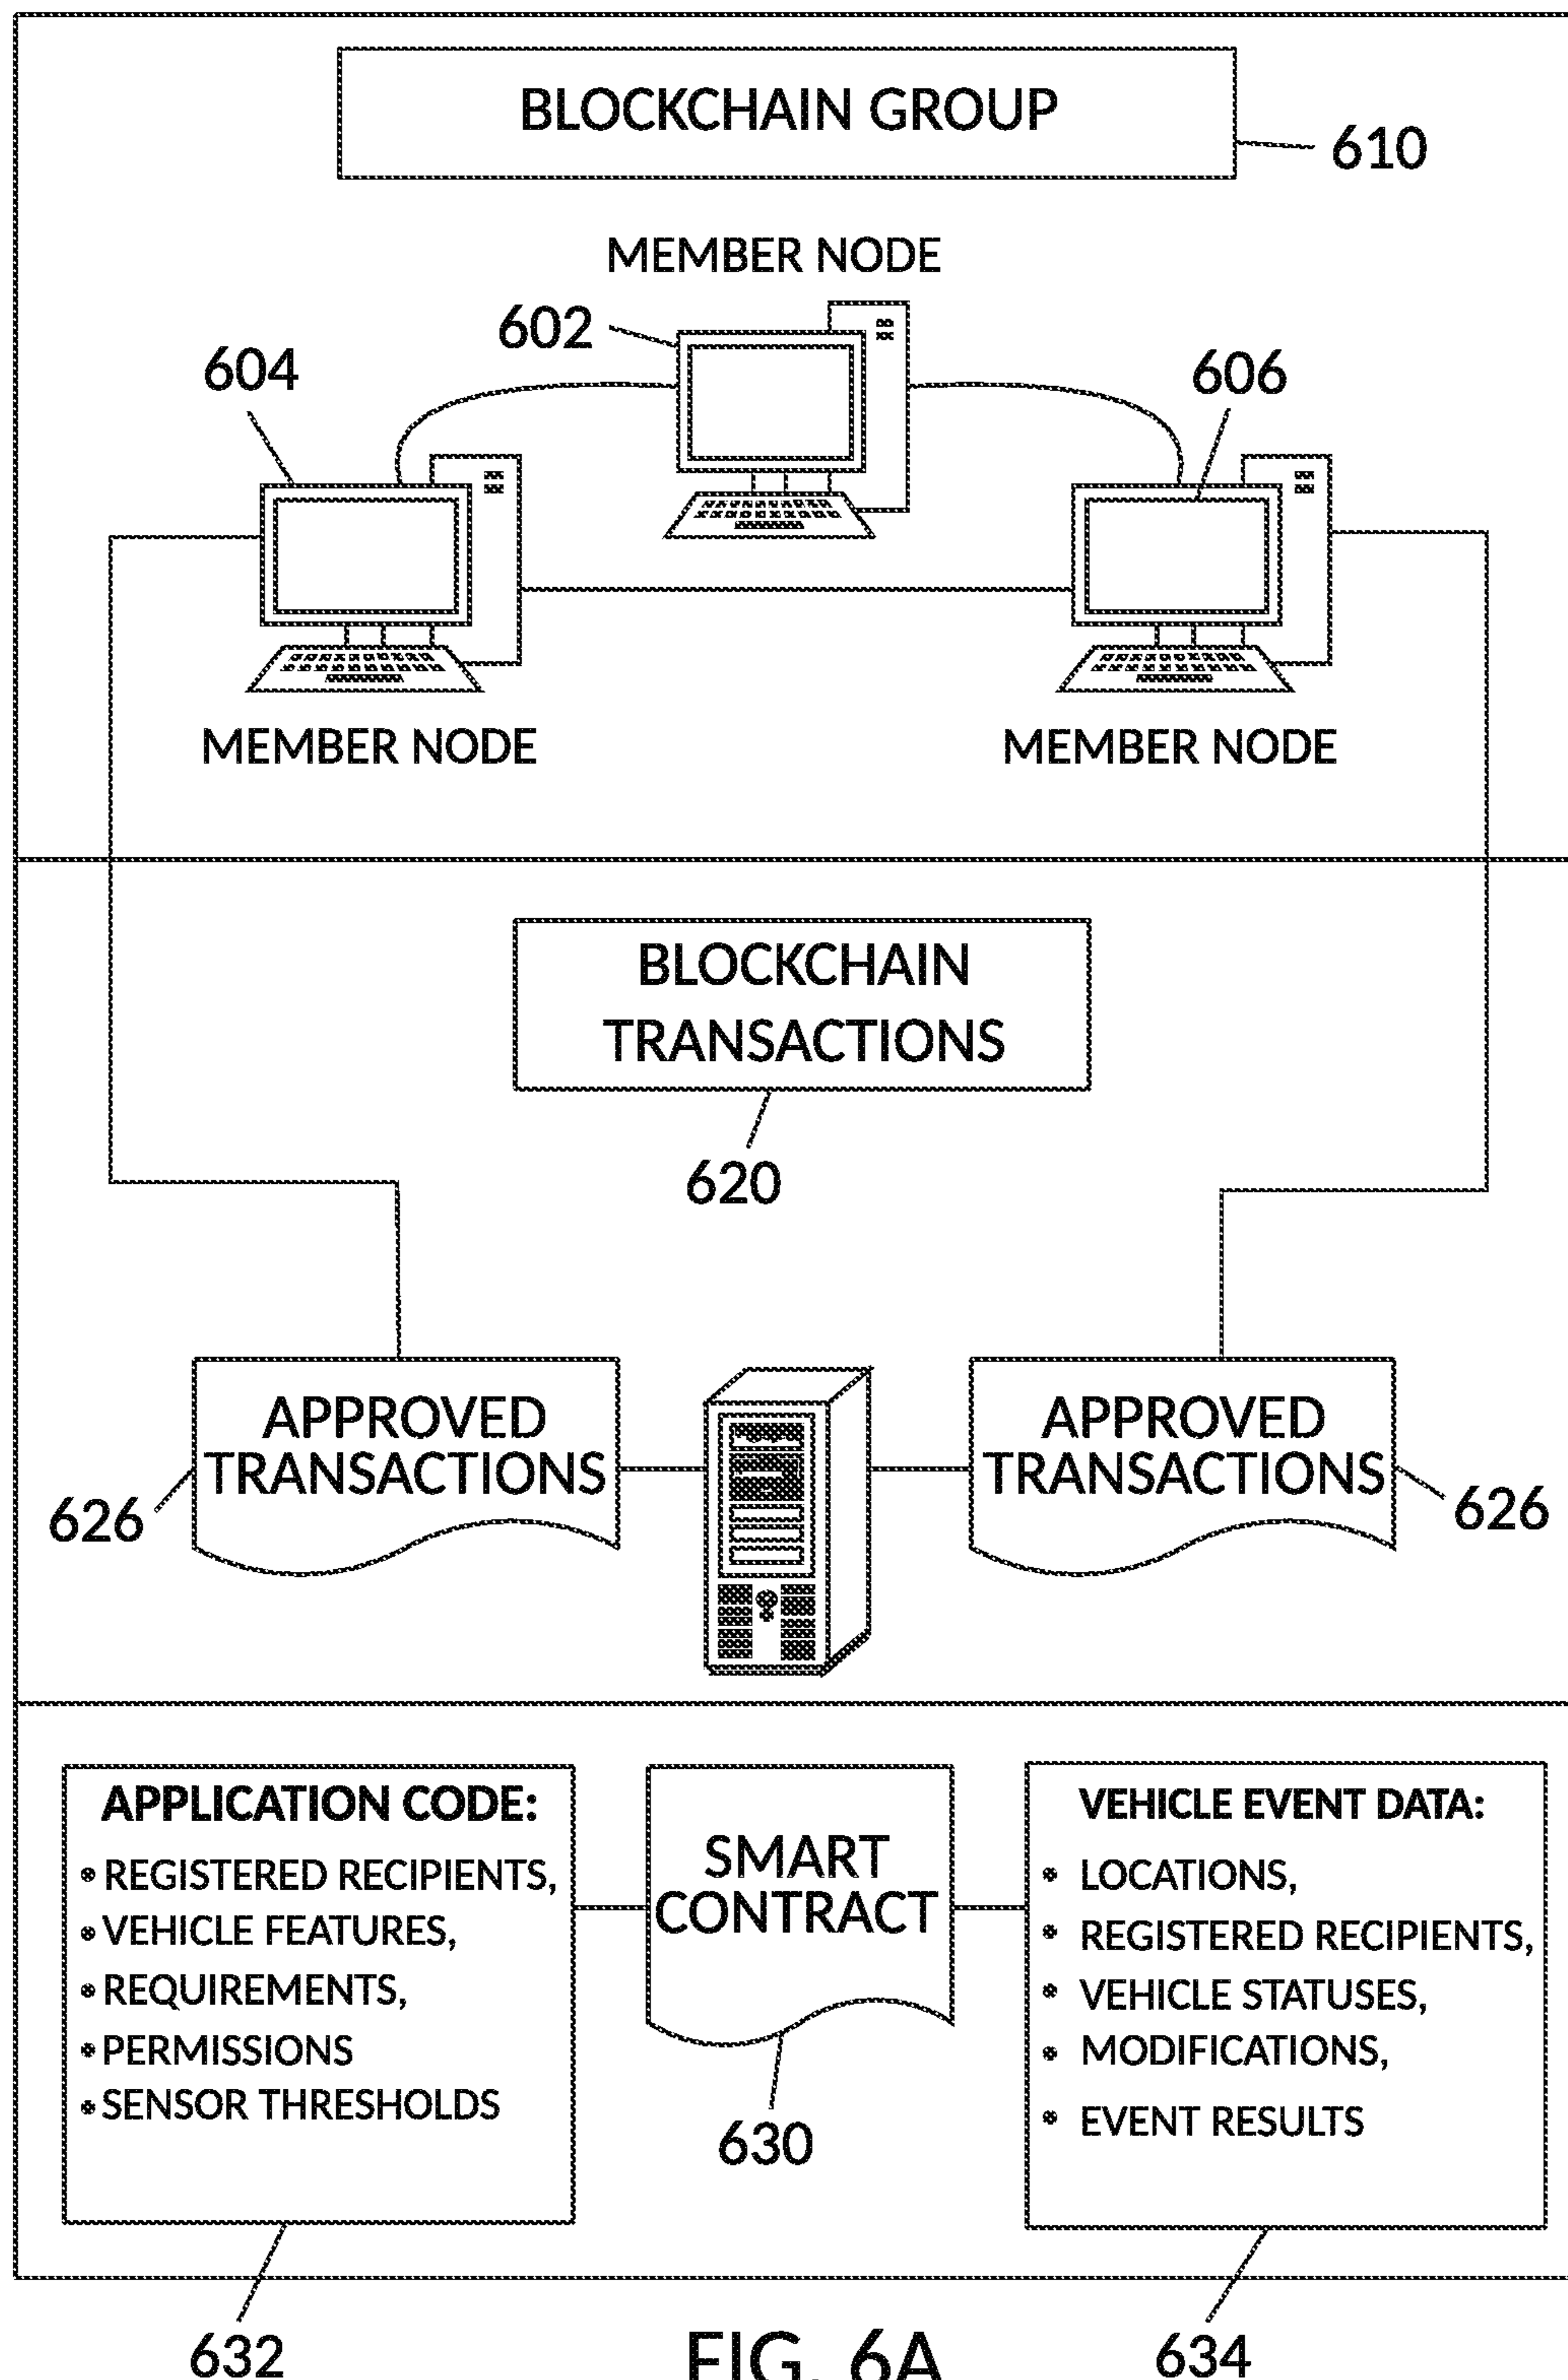 BLOCKCHAIN GROUP
610
MEMBER NODE
602
604
606
MEMBER NODE
MEMBER NODE
BLOCKCHAIN
TRANSACTIONS
620
APPROVED
TRANSACTIONS
626
APPROVED
TRANSACTIONS
626
APPLICATION CODE:
• REGISTERED RECIPIENTS,
• VEHICLE FEATURES,
• REQUIREMENTS,
• PERMISSIONS
• SENSOR THRESHOLDS
SMART
CONTRACT
630
VEHICLE EVENT DATA:
• LOCATIONS,
• REGISTERED RECIPIENTS,
• VEHICLE STATUSES,
• MODIFICATIONS,
• EVENT RESULTS
632
FIG. 6A
634